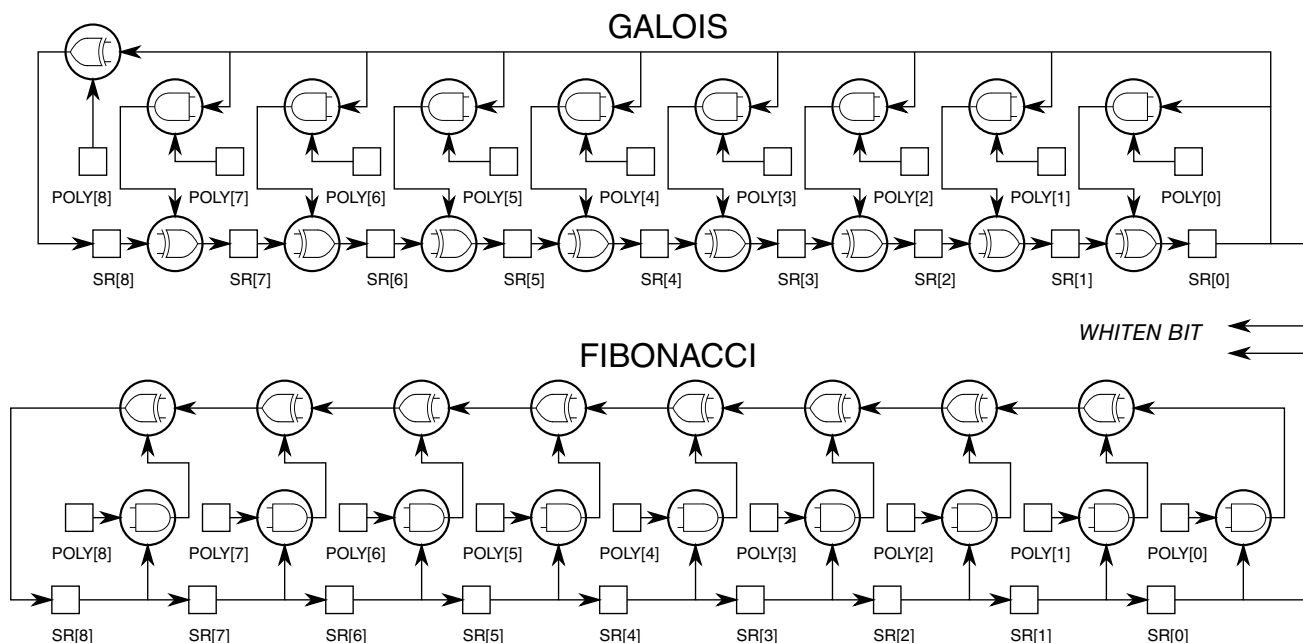 GALOIS
POLY[8] POLY[7] POLY[6] POLY[5] POLY[4] POLY[3] POLY[2] POLY[1] POLY[0]
SR[8] SR[7] SR[6] SR[5] SR[4] SR[3] SR[2] SR[1] SR[0]
WHITEN BIT
FIBONACCI
POLY[8] POLY[7] POLY[6] POLY[5] POLY[4] POLY[3] POLY[2] POLY[1] POLY[0]
SR[8] SR[7] SR[6] SR[5] SR[4] SR[3] SR[2] SR[1] SR[0]